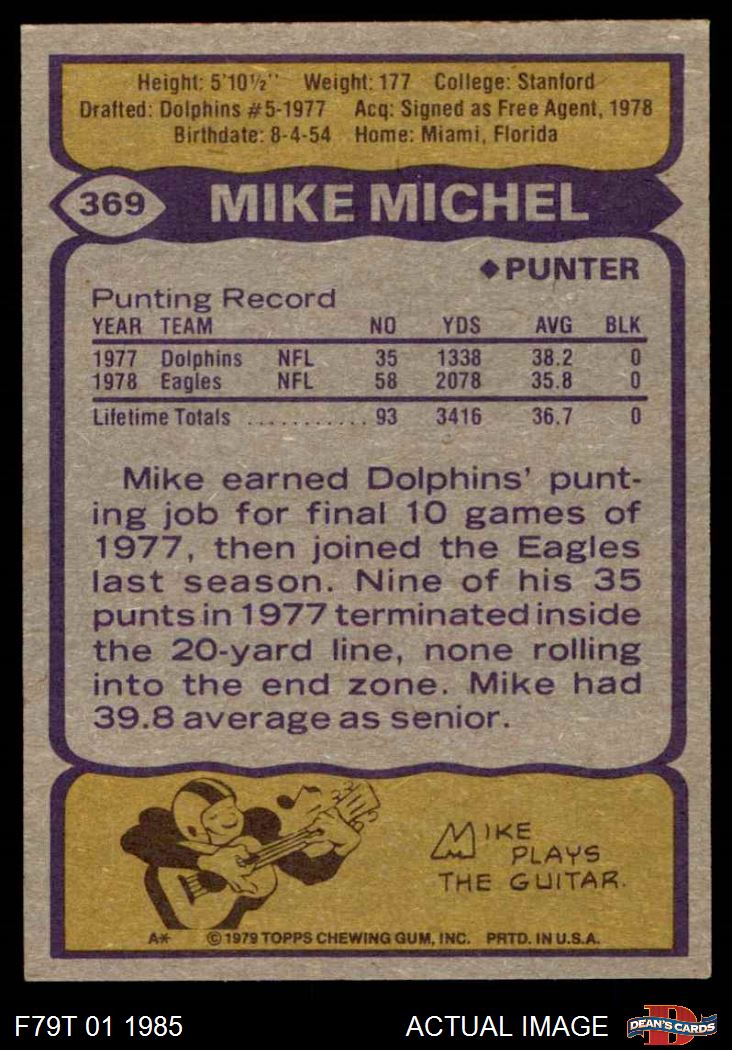 Height: 5'10½" Weight: 177 College: Stanford
Drafted: Dolphins #5-1977 Acq: Signed as Free Agent, 1978
Birthdate: 8-4-54 Home: Miami, Florida
369 MIKE MICHEL
◆PUNTER
Punting Record
YEAR TEAM NO YDS AVG BLK
1977 Dolphins NFL 35 1338 38.2 0
1978 Eagles NFL 58 2078 35.8 0
Lifetime Totals ........... 93 3416 36.7 0
Mike earned Dolphins' punt-
ing job for final 10 games of
1977, then joined the Eagles
last season. Nine of his 35
punts in 1977 terminated inside
the 20-yard line, none rolling
into the end zone. Mike had
39.8 average as senior.
MIKE
PLAYS
THE GUITAR.
A* © 1979 TOPPS CHEWING GUM, INC. PRTD. IN U.S.A.
F79T 01 1985 ACTUAL IMAGE D DEAN'S CARDS